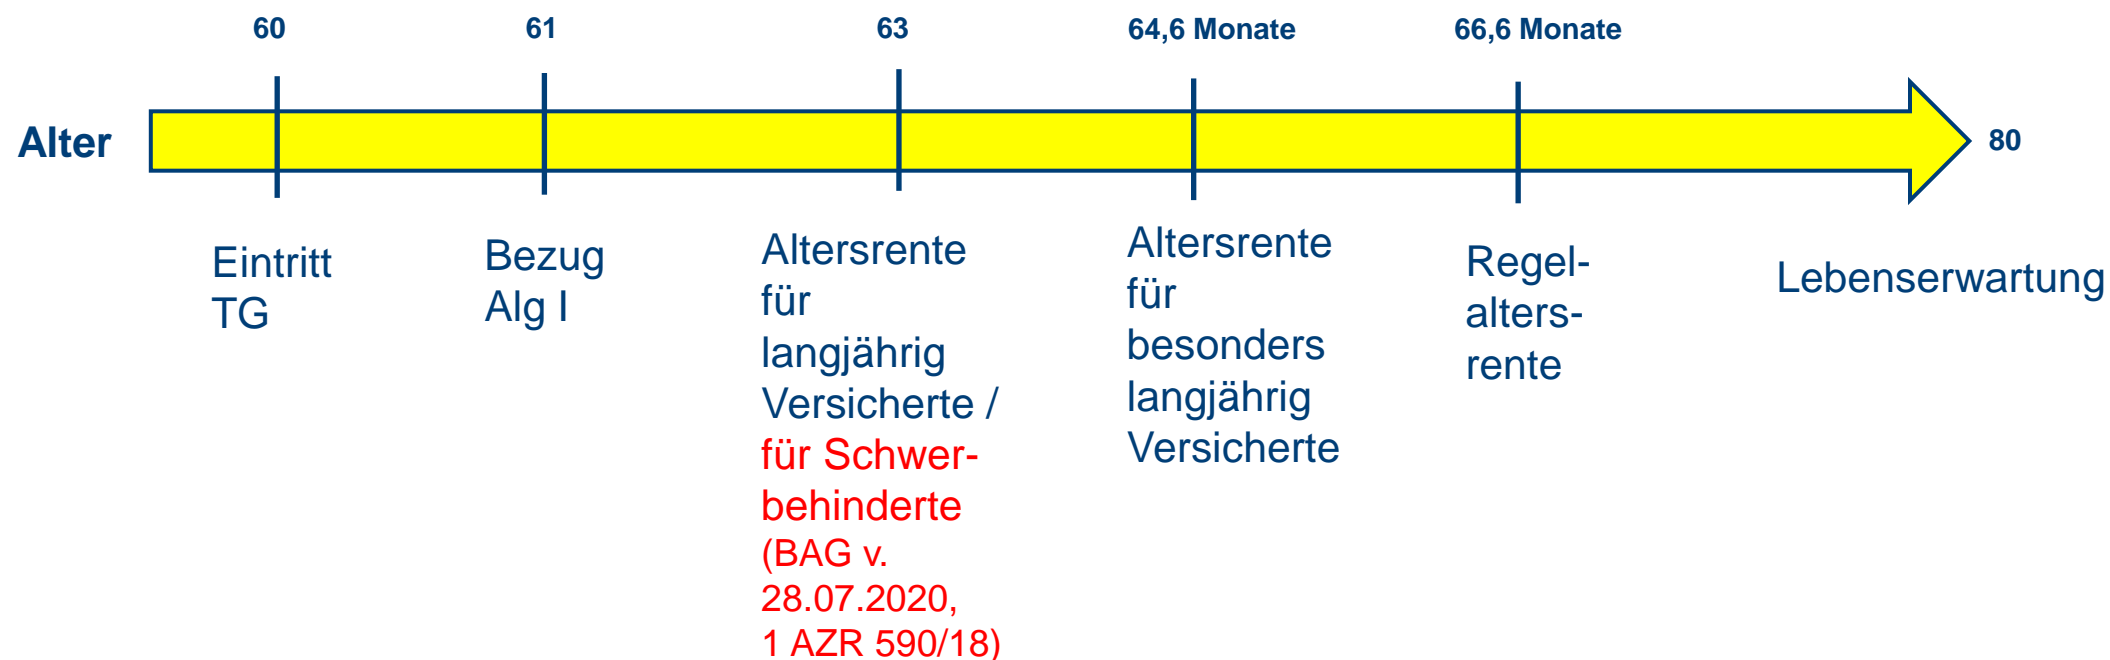 60
61
63
64,6 Monate
66,6 Monate
Alter
80
Eintritt
TG
Bezug
Alg I
Altersrente
für
langjährig
Versicherte /
für Schwer-
behinderte
(BAG v.
28.07.2020,
1 AZR 590/18)
Altersrente
für
besonders
langjährig
Versicherte
Regel-
alters-
rente
Lebenserwartung